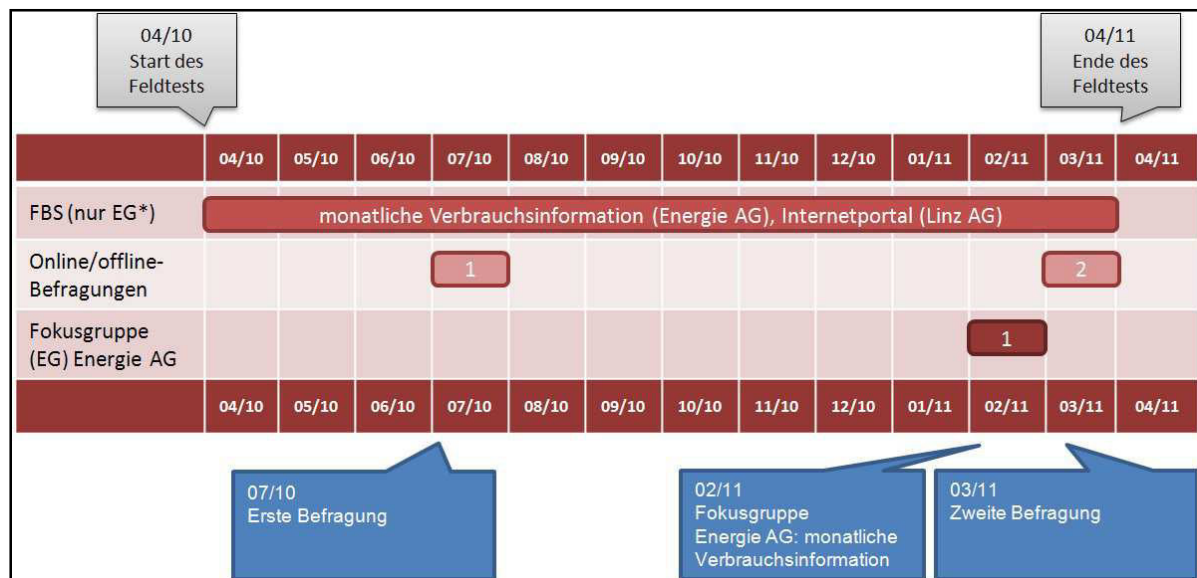 04/10
Start des
Feldtests
04/11
Ende des
Feldtests
04/10 05/10 06/10 07/10 08/10 09/10 10/10 11/10 12/10 01/11 02/11 03/11 04/11
FBS (nur EG*)
monatliche Verbrauchsinformation (Energie AG), Internetportal (Linz AG)
Online/offline-
Befragungen
1
2
Fokusgruppe
(EG) Energie AG
1
04/10 05/10 06/10 07/10 08/10 09/10 10/10 11/10 12/10 01/11 02/11 03/11 04/11
07/10
Erste Befragung
02/11
Fokusgruppe
Energie AG: monatliche
Verbrauchsinformation
03/11
Zweite Befragung